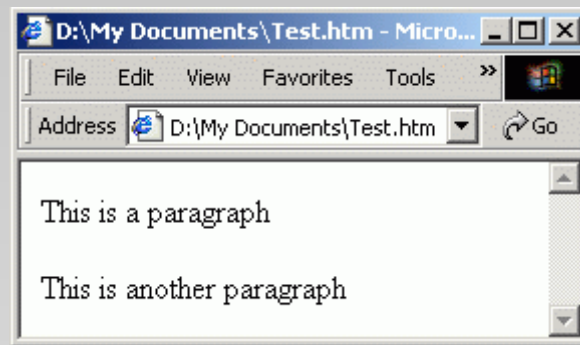 D:\My Documents\Test.htm - Micro...
File Edit View Favorites Tools »
Address D:\My Documents\Test.htm Go
This is a paragraph
This is another paragraph